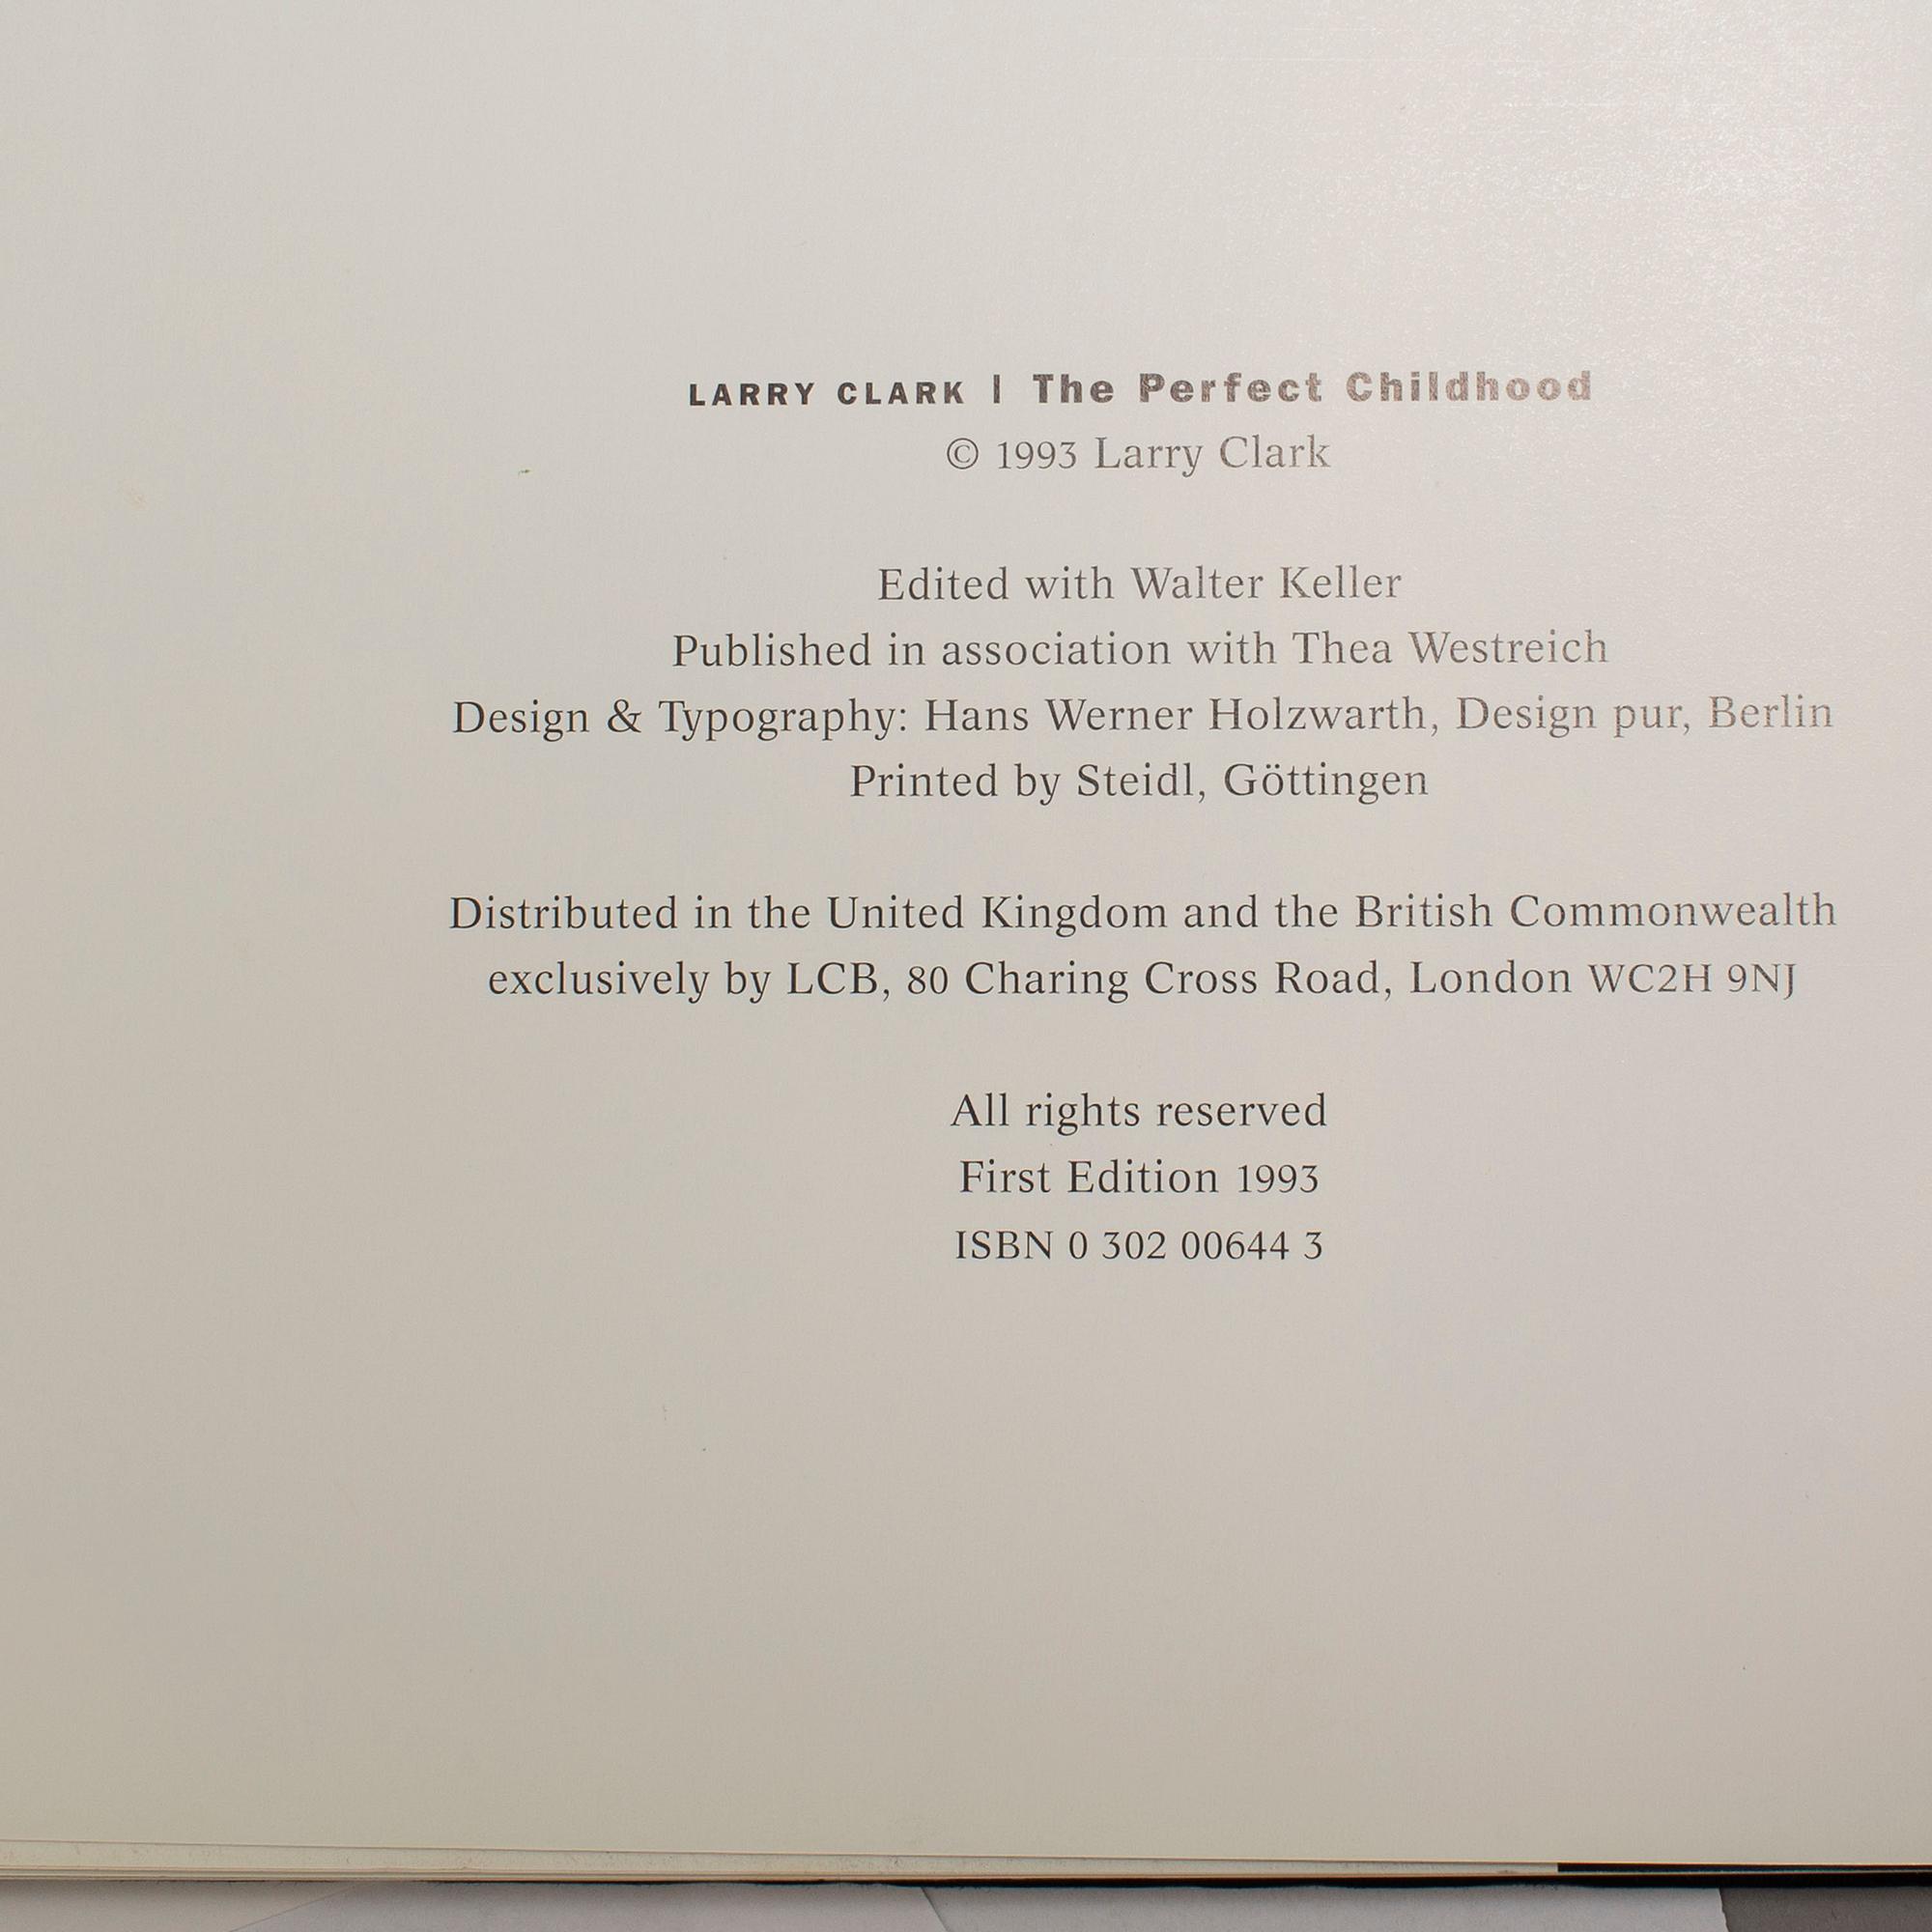 LARRY CLARK | The Perfect Childhood
© 1993 Larry Clark
Edited with Walter Keller
Published in association with Thea Westreich
Design & Typography: Hans Werner Holzwarth, Design pur, Berlin
Printed by Steidl, Göttingen
Distributed in the United Kingdom and the British Commonwealth
exclusively by LCB, 80 Charing Cross Road, London WC2H 9NJ
All rights reserved
First Edition 1993
ISBN 0 302 00644 3